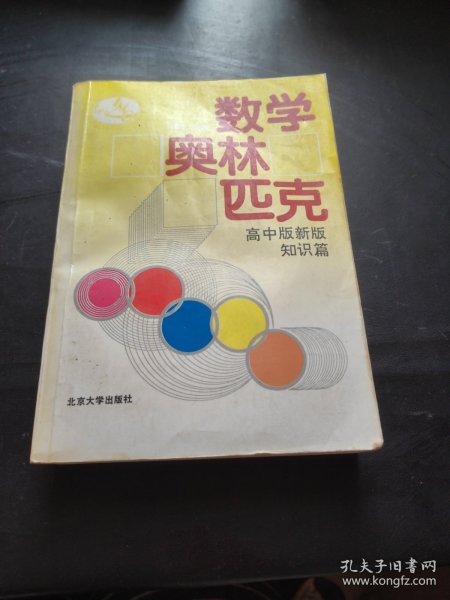 数学
奥林
匹克
高中版新版
知识篇
北京大学出版社
孔夫子旧书网
www.kongfz.com